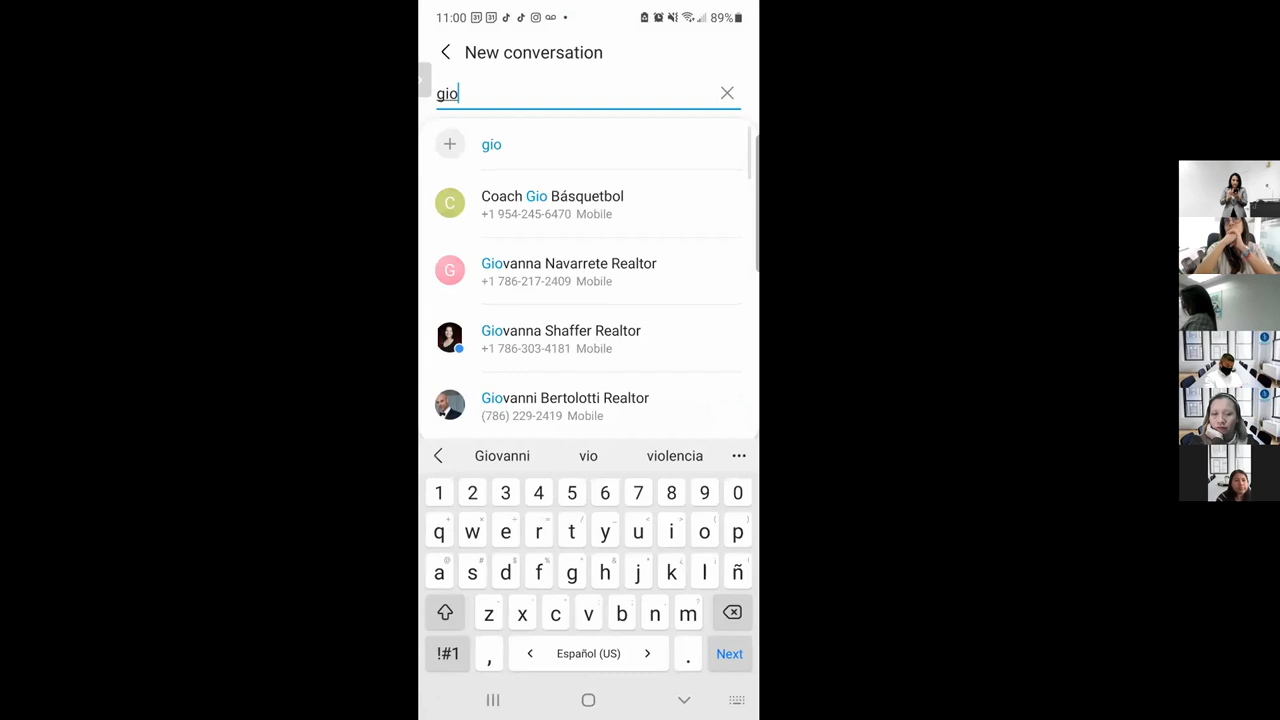 11:00
89%
New conversation
gio
gio
C
Coach Gio Básquetbol
+1 954-245-6470 Mobile
G
Giovanna Navarrete Realtor
+1 786-217-2409 Mobile
Giovanna Shaffer Realtor
+1 786-303-4181 Mobile
Giovanni Bertolotti Realtor
(786) 229-2419 Mobile
Giovanni vio violencia
1 2 3 4 5 6 7 8 9 0
q w e r t y u i o p
a s d f g h j k l ñ
z x c v b n m
!#1 , Español (US) . Next